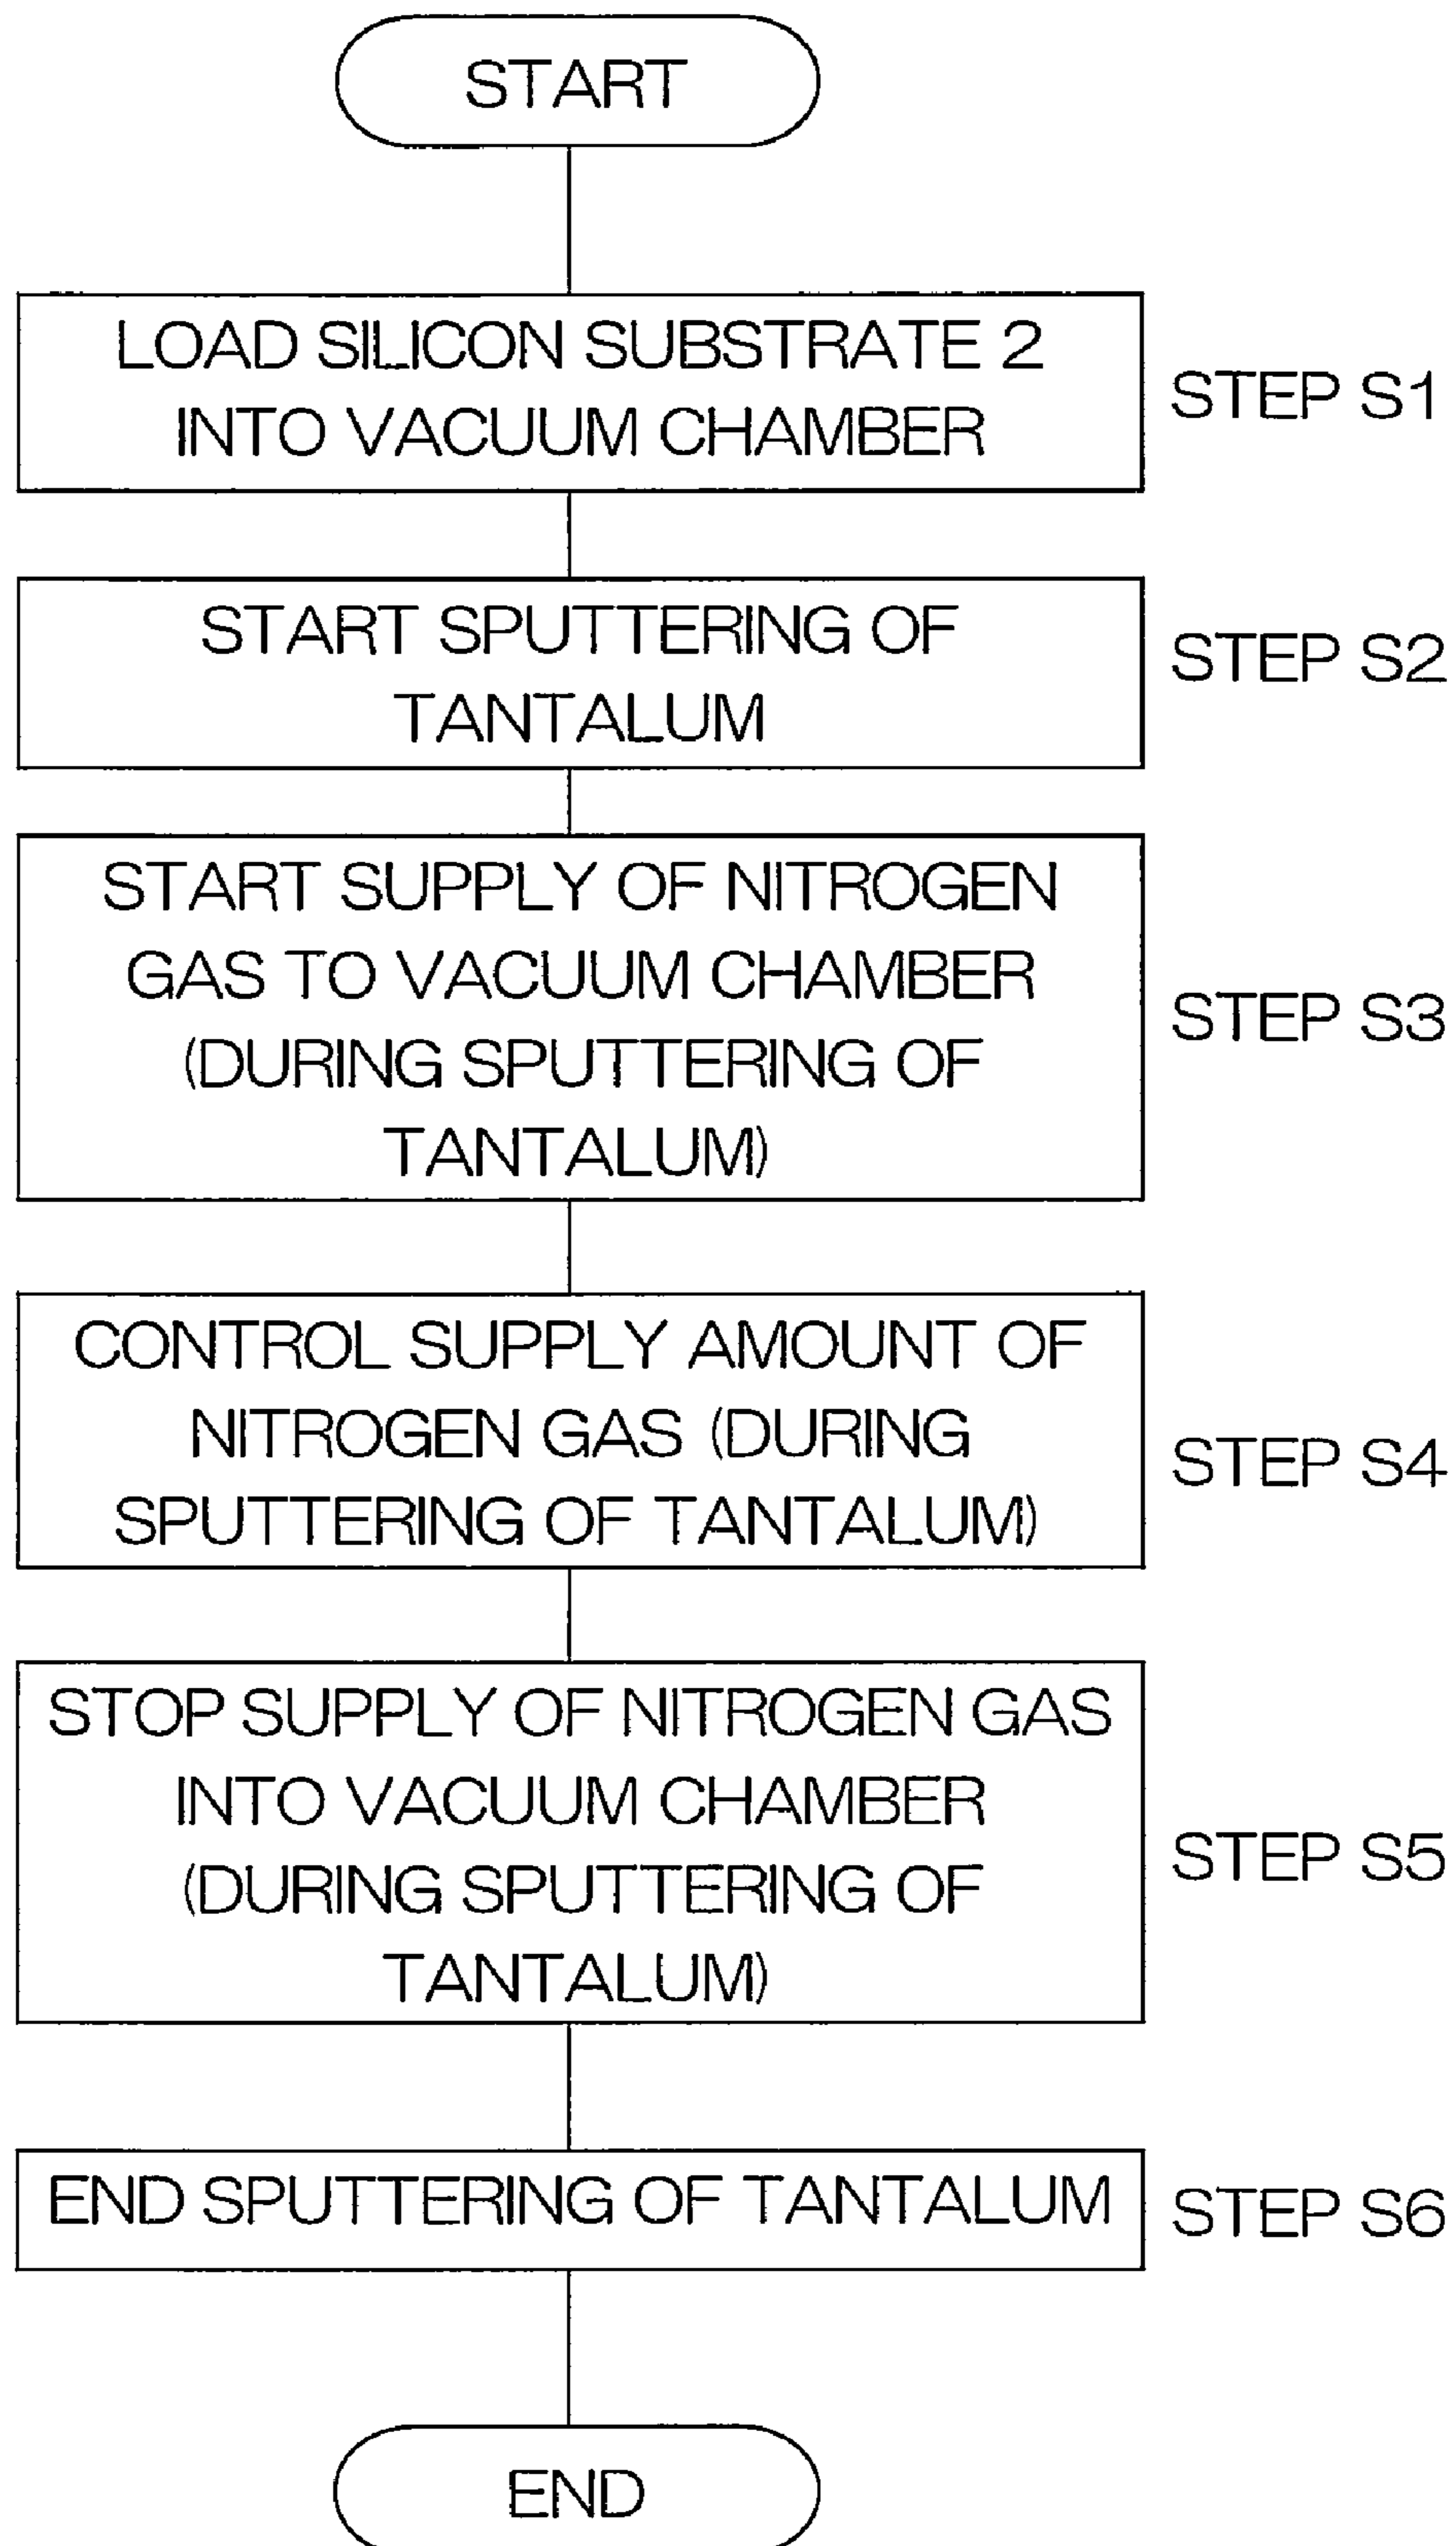 START
LOAD SILICON SUBSTRATE 2
INTO VACUUM CHAMBER
STEP S1
START SPUTTERING OF
TANTALUM
STEP S2
START SUPPLY OF NITROGEN
GAS TO VACUUM CHAMBER
(DURING SPUTTERING OF
TANTALUM)
STEP S3
CONTROL SUPPLY AMOUNT OF
NITROGEN GAS (DURING
SPUTTERING OF TANTALUM)
STEP S4
STOP SUPPLY OF NITROGEN GAS
INTO VACUUM CHAMBER
(DURING SPUTTERING OF
TANTALUM)
STEP S5
END SPUTTERING OF TANTALUM
STEP S6
END